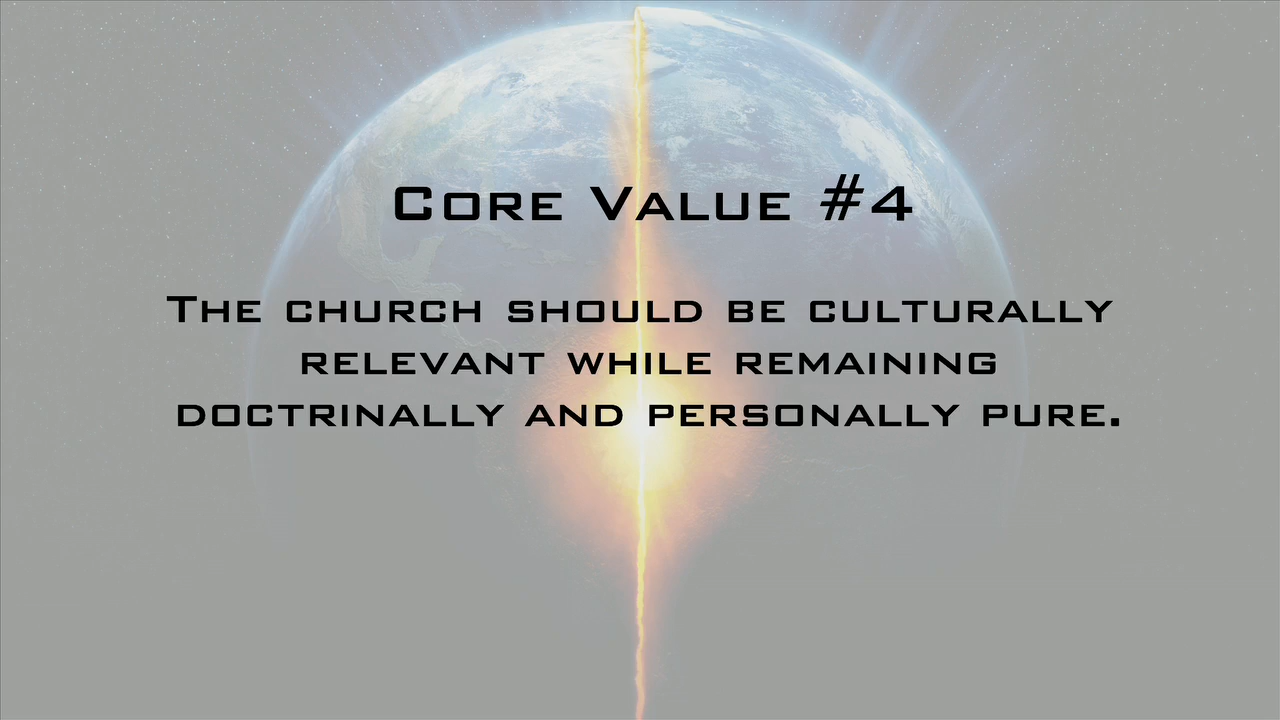 Core Value #4
The church should be culturally
relevant while remaining
doctrinally and personally pure.